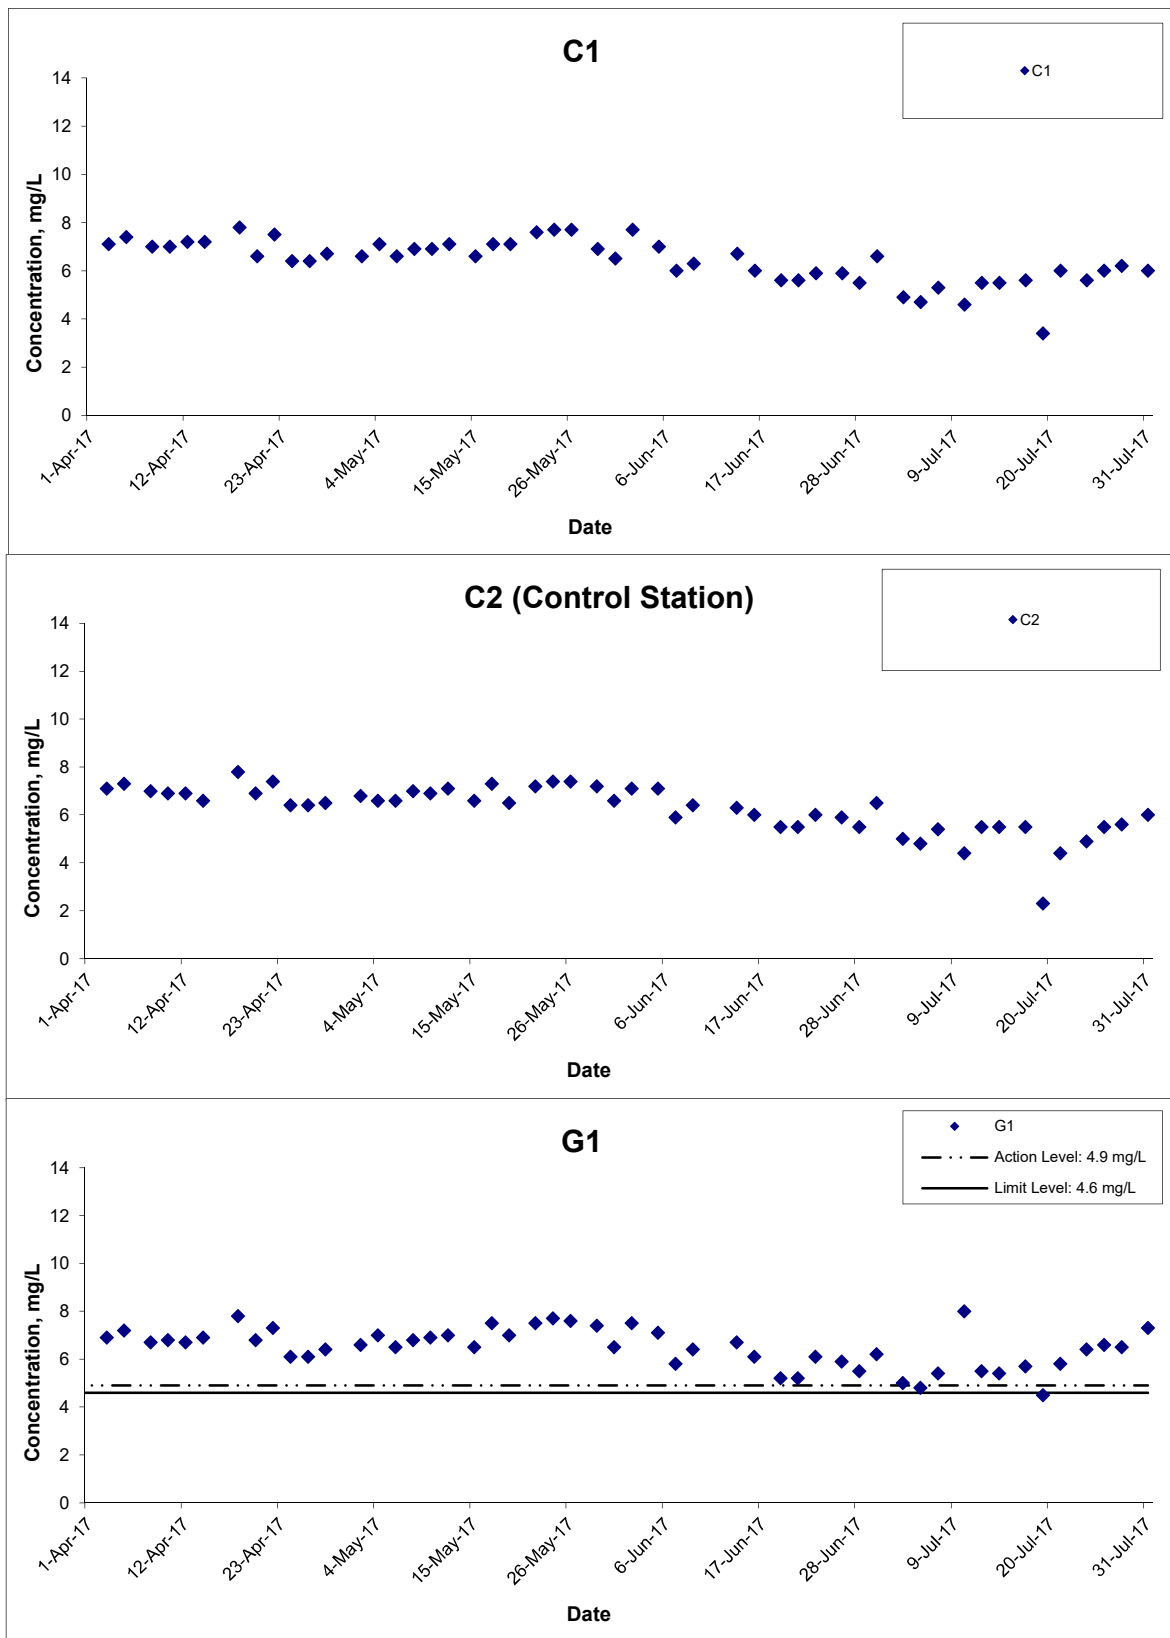 C1
C1
14
12
10
8
6
4
2
0
Concentration, mg/L
1-Apr-17
12-Apr-17
23-Apr-17
4-May-17
15-May-17
26-May-17
6-Jun-17
17-Jun-17
28-Jun-17
9-Jul-17
20-Jul-17
31-Jul-17
Date
C2 (Control Station)
C2
14
12
10
8
6
4
2
0
Concentration, mg/L
1-Apr-17
12-Apr-17
23-Apr-17
4-May-17
15-May-17
26-May-17
6-Jun-17
17-Jun-17
28-Jun-17
9-Jul-17
20-Jul-17
31-Jul-17
Date
G1
G1
Action Level: 4.9 mg/L
Limit Level: 4.6 mg/L
14
12
10
8
6
4
2
0
Concentration, mg/L
1-Apr-17
12-Apr-17
23-Apr-17
4-May-17
15-May-17
26-May-17
6-Jun-17
17-Jun-17
28-Jun-17
9-Jul-17
20-Jul-17
31-Jul-17
Date